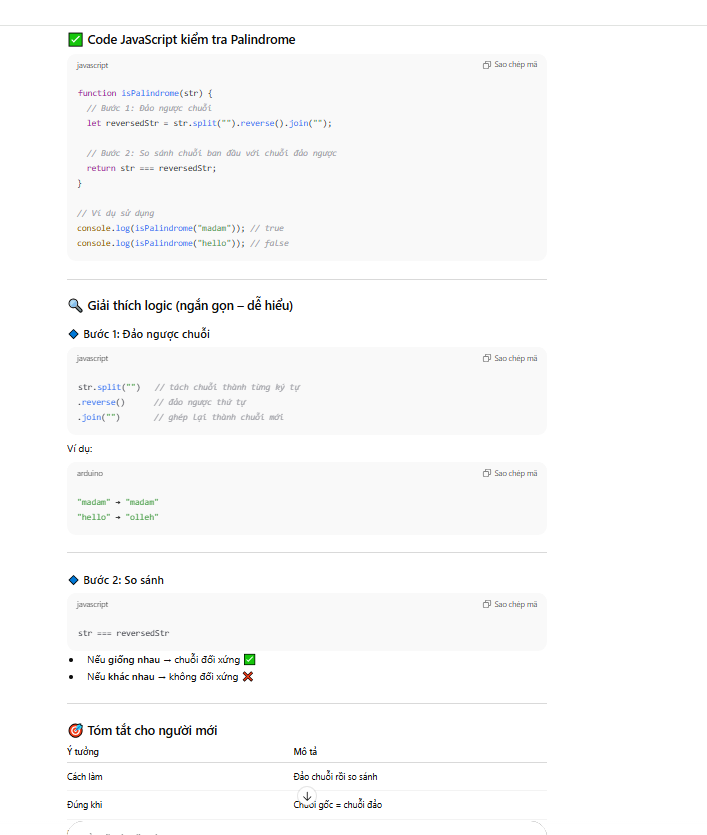 ✅ Code JavaScript kiểm tra Palindrome
javascript
Sao chép mã
function isPalindrome(str) {
  // Bước 1: Đảo ngược chuỗi
  let reversedStr = str.split("").reverse().join("");

  // Bước 2: So sánh chuỗi ban đầu với chuỗi đảo ngược
  return str === reversedStr;
}

// Ví dụ sử dụng
console.log(isPalindrome("madam")); // true
console.log(isPalindrome("hello")); // false
🔍 Giải thích logic (ngắn gọn – dễ hiểu)
🔷 Bước 1: Đảo ngược chuỗi
javascript
Sao chép mã
str.split("")   // tách chuỗi thành từng ký tự
.reverse()      // đảo ngược thứ tự
.join("")       // ghép lại thành chuỗi mới
Ví dụ:
arduino
Sao chép mã
"madam" → "madam"
"hello" → "olleh"
🔷 Bước 2: So sánh
javascript
Sao chép mã
str === reversedStr
• Nếu giống nhau → chuỗi đối xứng ✅
• Nếu khác nhau → không đối xứng ❌
🎯 Tóm tắt cho người mới
Ý tưởng
Mô tả
Cách làm
Đảo chuỗi rồi so sánh
Đúng khi
Chuỗi gốc = chuỗi đảo